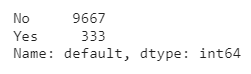 No     9667
Yes     333
Name: default, dtype: int64